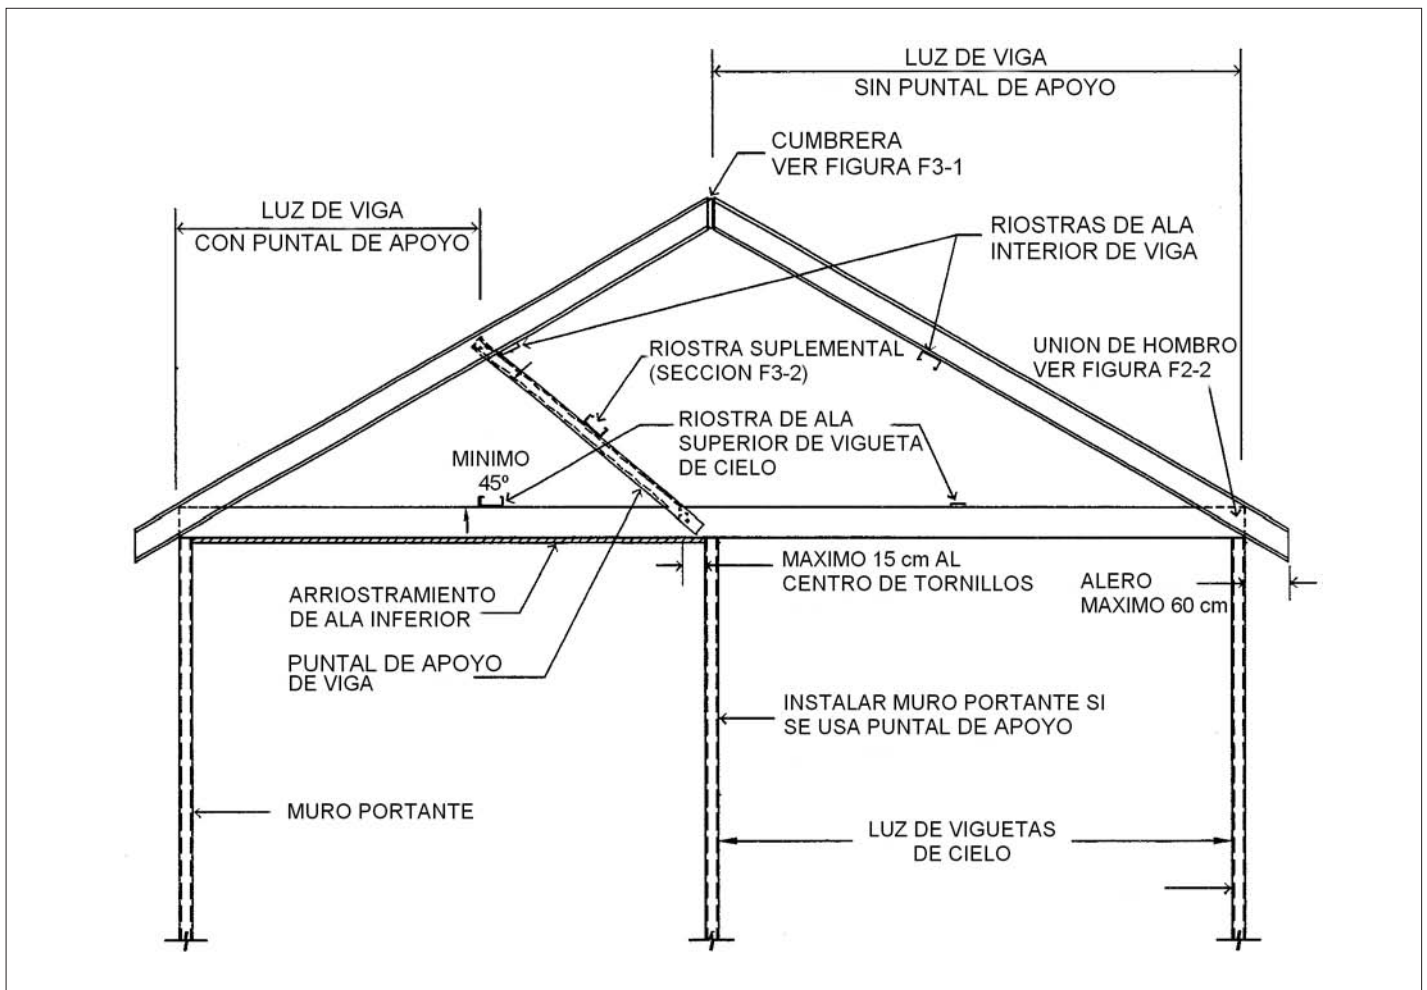 LUZ DE VIGA
SIN PUNTAL DE APOYO
CUMBRERA
VER FIGURA F3-1
LUZ DE VIGA
CON PUNTAL DE APOYO
RIOSTRAS DE ALA
INTERIOR DE VIGA
RIOSTRA SUPLEMENTAL
(SECCION F3-2)
UNION DE HOMBRO
VER FIGURA F2-2
RIOSTRA DE ALA
SUPERIOR DE VIGUETA
DE CIELO
MINIMO
45º
MAXIMO 15 cm AL
CENTRO DE TORNILLOS
ALERO
MAXIMO 60 cm
ARRIOSTRAMIENTO
DE ALA INFERIOR
PUNTAL DE APOYO
DE VIGA
INSTALAR MURO PORTANTE SI
SE USA PUNTAL DE APOYO
MURO PORTANTE
LUZ DE VIGUETAS
DE CIELO